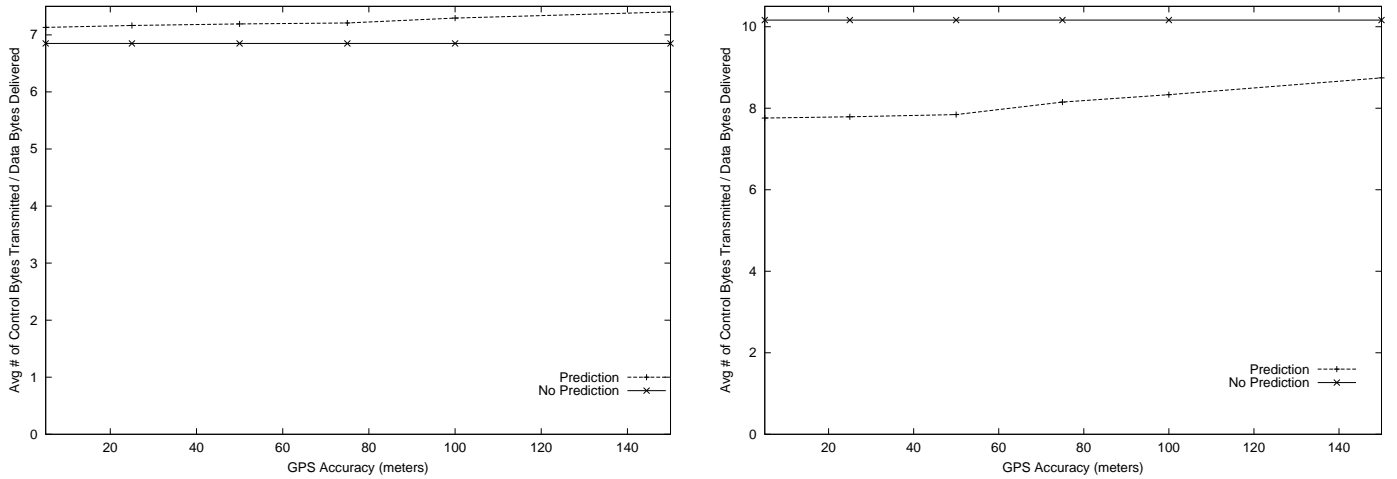 Avg # of Control Bytes Transmitted / Data Bytes Delivered
7
6
5
4
3
2
1
0
Prediction
No Prediction
20 40 60 80 100 120 140
GPS Accuracy (meters)
Avg # of Control Bytes Transmitted / Data Bytes Delivered
10
8
6
4
2
0
Prediction
No Prediction
20 40 60 80 100 120 140
GPS Accuracy (meters)